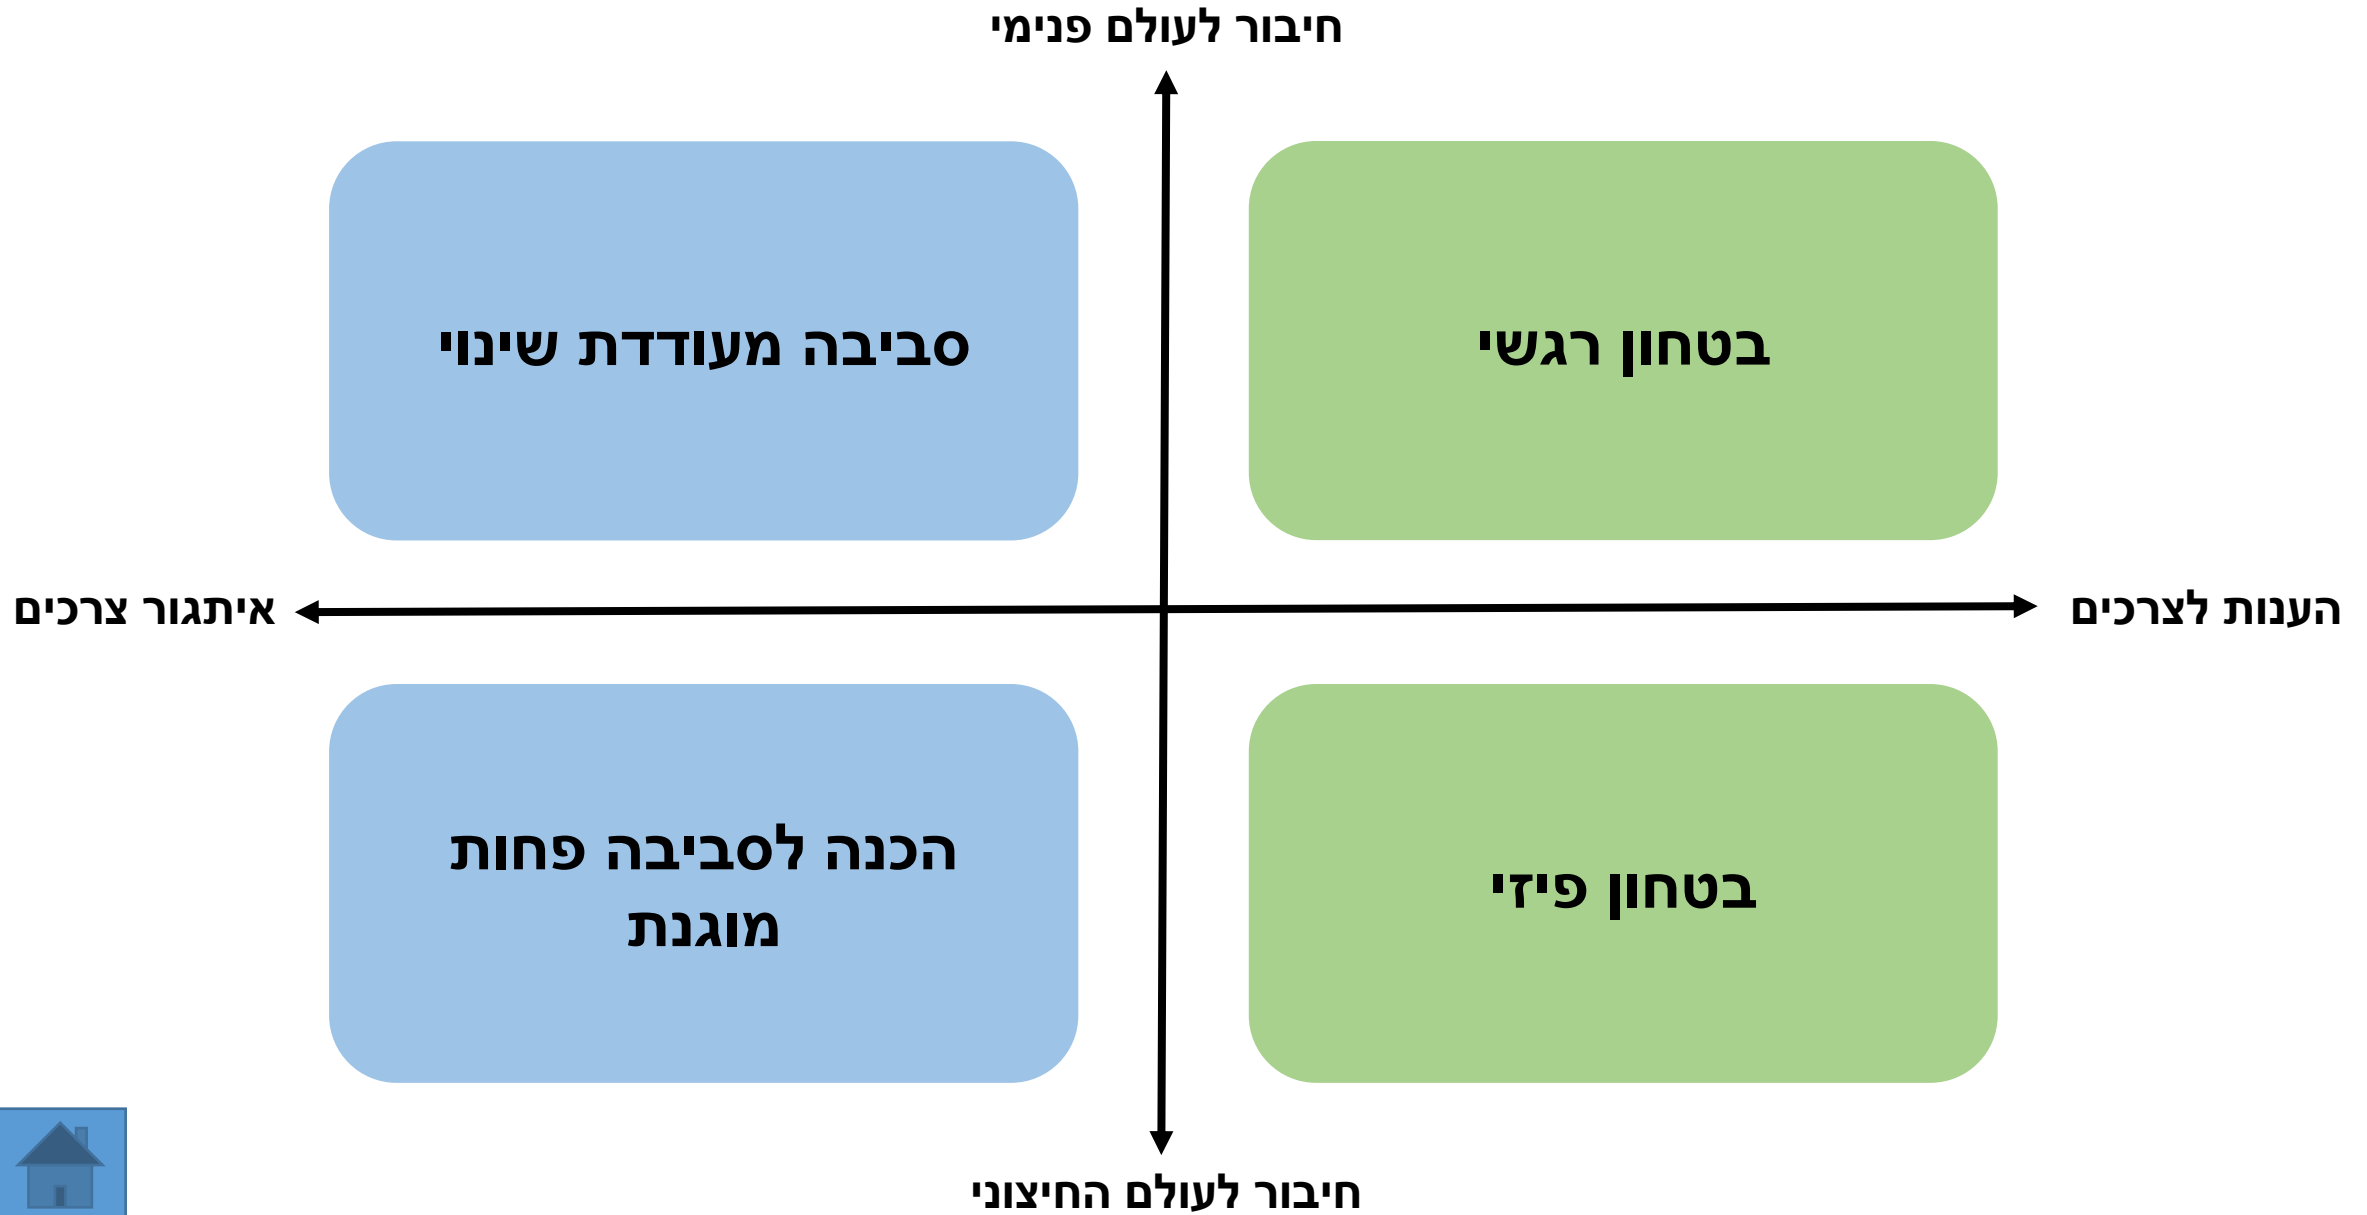 חיבור לעולם פנימי
בטחון רגשי
סביבה מעודדת שינוי
הענות לצרכים
איתגור צרכים
בטחון פיזי
הכנה לסביבה פחות
מוגנת
חיבור לעולם החיצוני